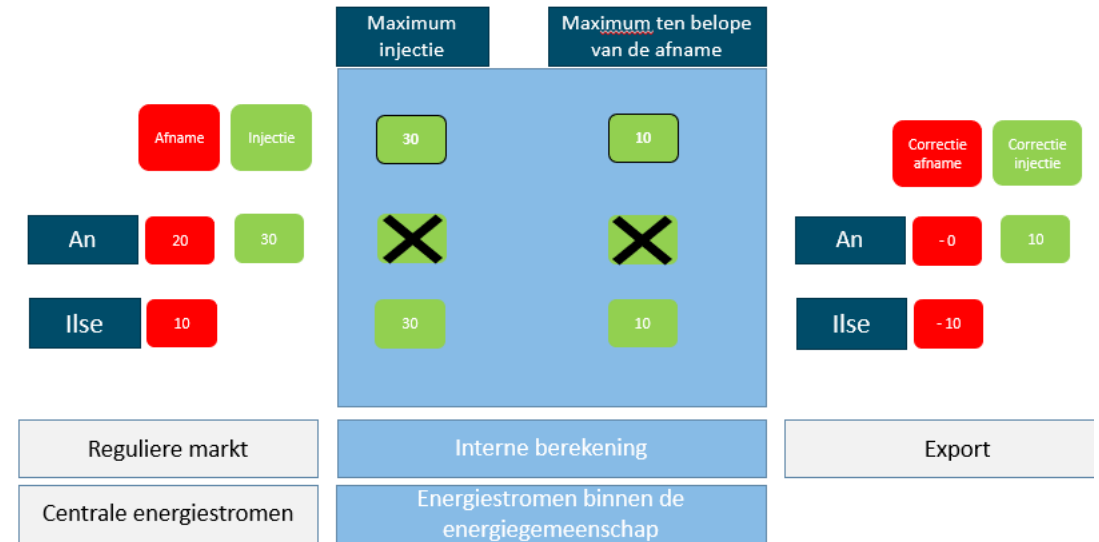 Maximum
injectie
Maximum ten belope
van de afname
Afname
Injectie
30
10
Correctie
afname
Correctie
injectie
An
20
30
An
- 0
10
Ilse
10
30
10
Ilse
- 10
Reguliere markt
Interne berekening
Export
Centrale energiestromen
Energiestromen binnen de
energiegemeenschap